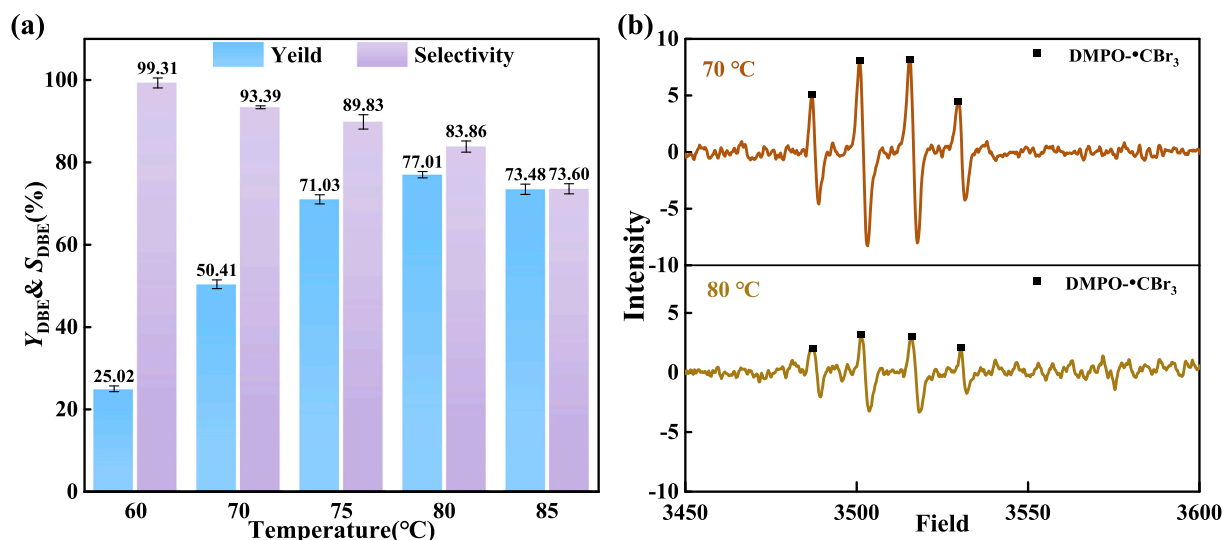 (a)
Yeild
Selectivity
Y_DBE & S_DBE(%)
100
80
60
40
20
0
99.31
93.39
89.83
83.86
77.01
73.48
73.60
71.03
50.41
25.02
60
70
75
80
85
Temperature(°C)
(b)
Intensity
10
5
0
-5
-10
70 °C
DMPO-•CBr₃
5
0
-5
-10
80 °C
DMPO-•CBr₃
3450
3500
3550
3600
Field